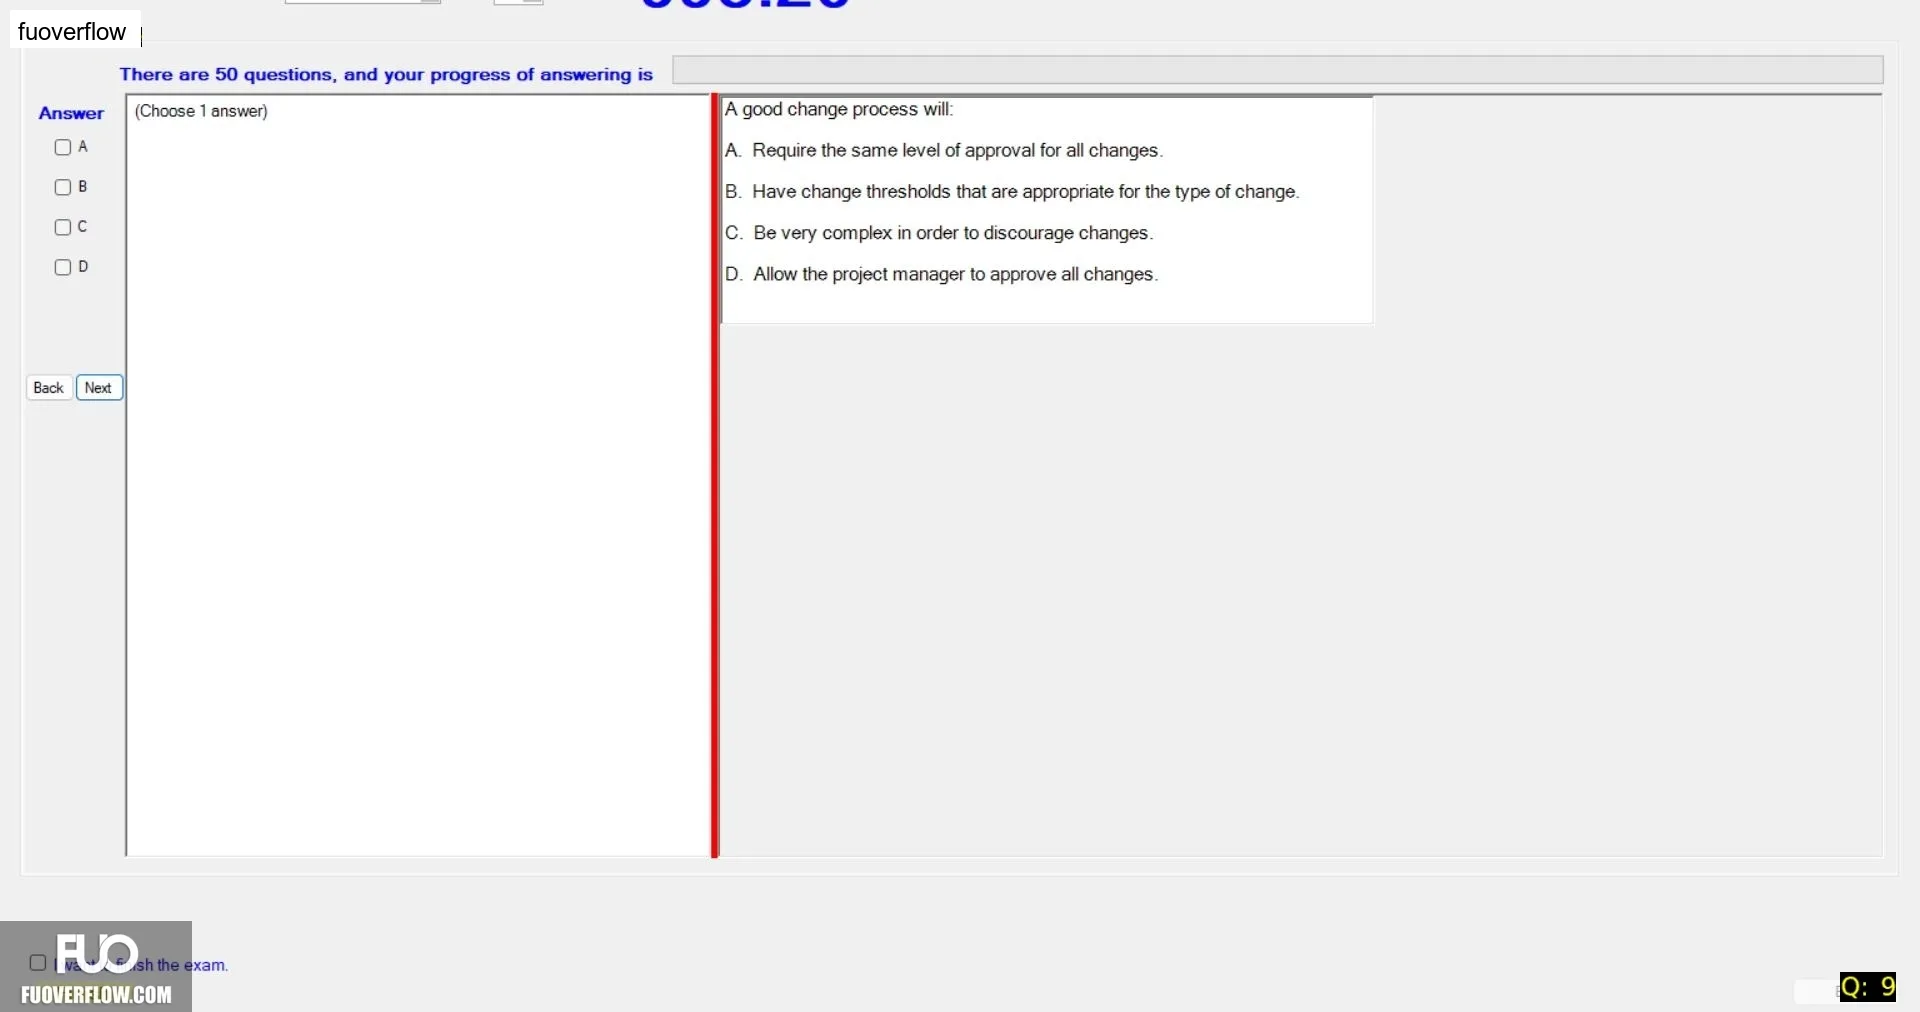 fuoverflow
There are 50 questions, and your progress of answering is
Answer
(Choose 1 answer)
A
B
C
D
Back Next
A good change process will:
A. Require the same level of approval for all changes.
B. Have change thresholds that are appropriate for the type of change.
C. Be very complex in order to discourage changes.
D. Allow the project manager to approve all changes.
FUO
I want to finish the exam.
FUOVERFLOW.COM
Q: 9